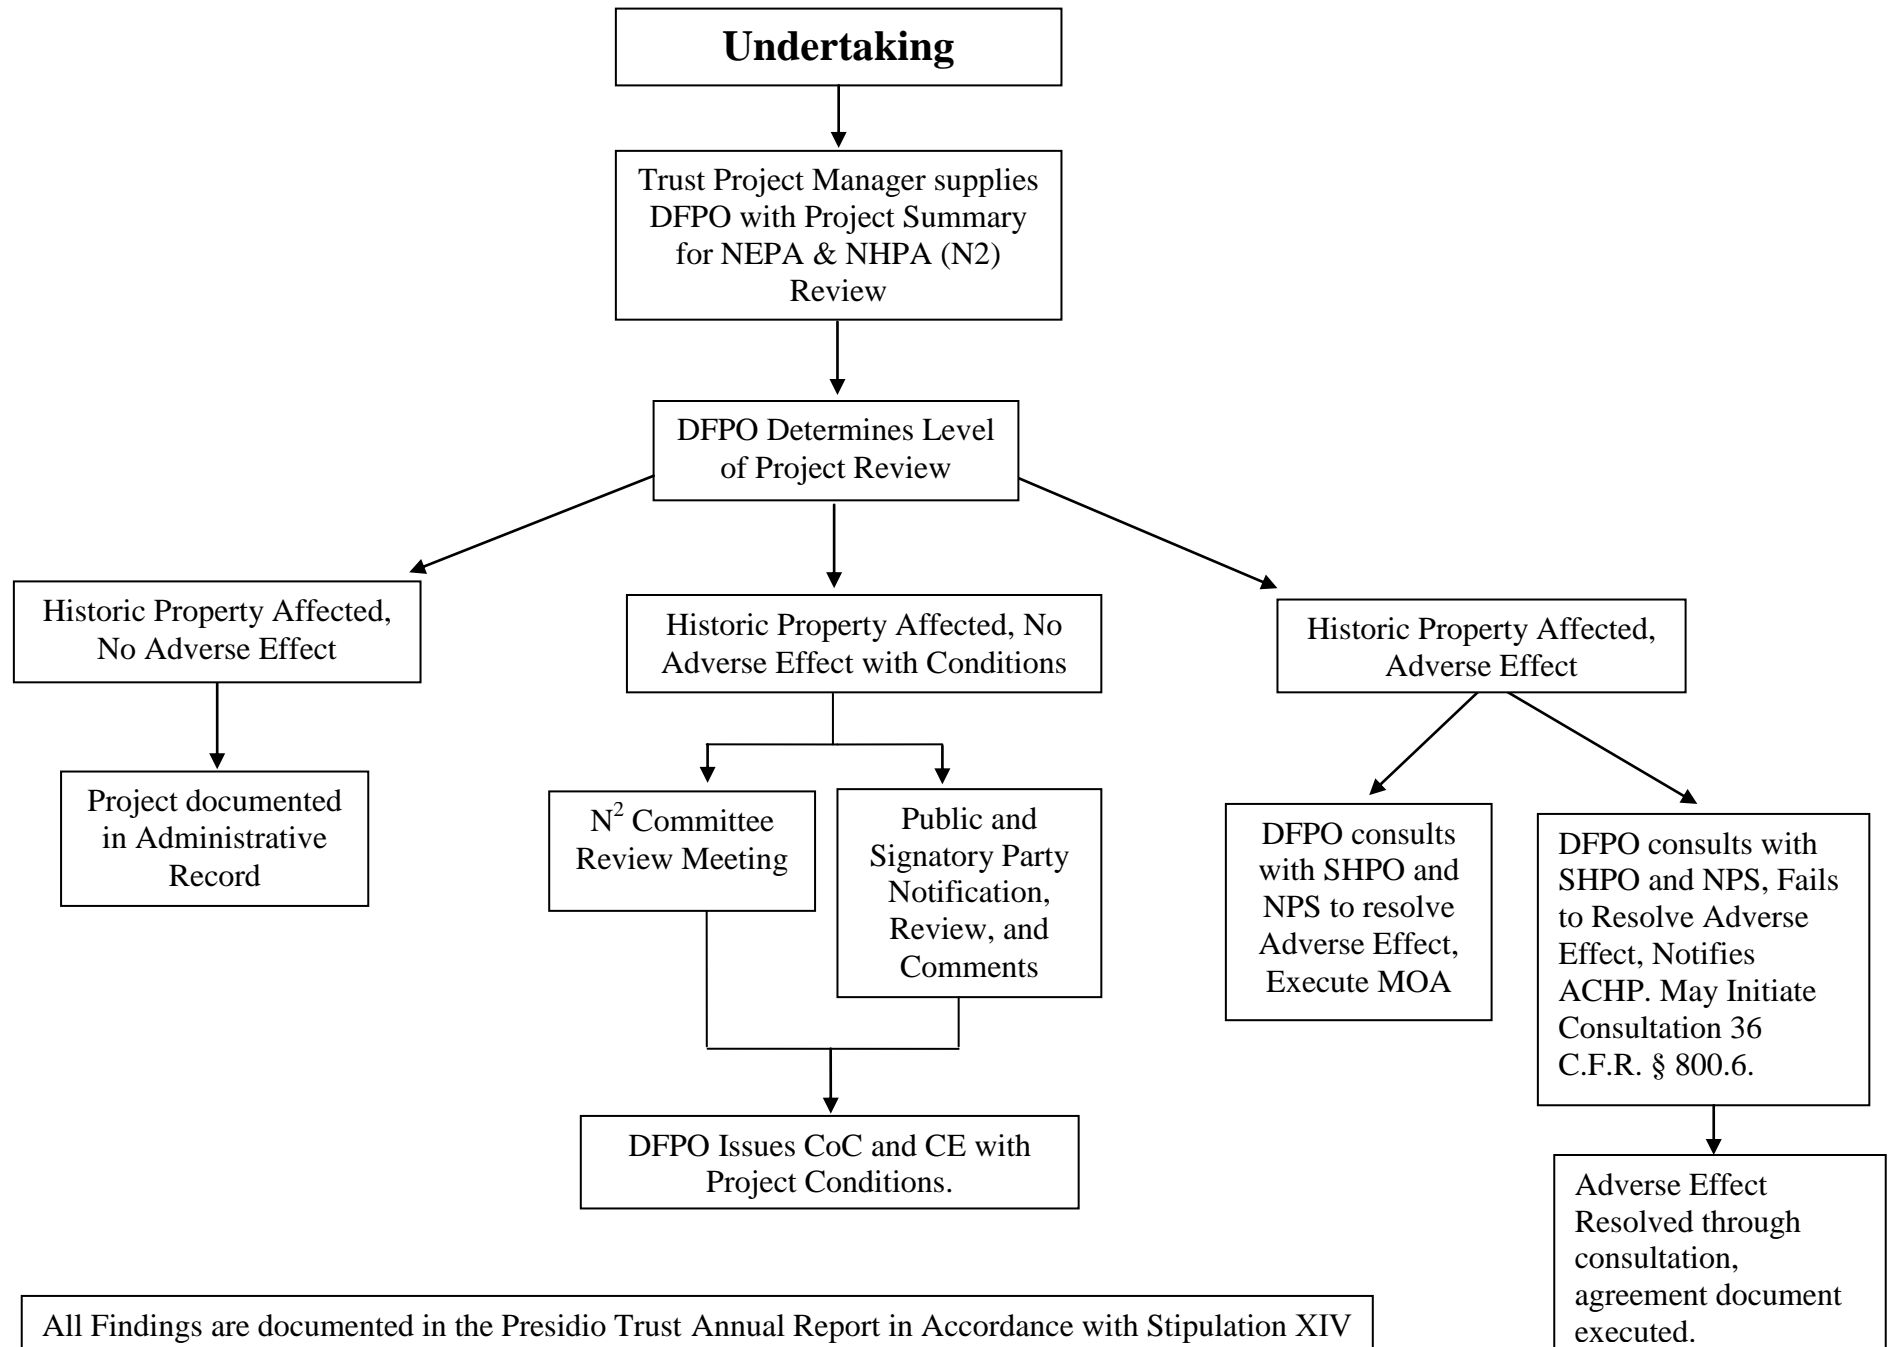 Undertaking
Trust Project Manager supplies
DFPO with Project Summary
for NEPA & NHPA (N2)
Review
DFPO Determines Level
of Project Review
Historic Property Affected,
No Adverse Effect
Historic Property Affected, No
Adverse Effect with Conditions
Historic Property Affected,
Adverse Effect
Project documented
in Administrative
Record
N² Committee
Review Meeting
Public and
Signatory Party
Notification,
Review, and
Comments
DFPO consults
with SHPO and
NPS to resolve
Adverse Effect,
Execute MOA
DFPO consults with
SHPO and NPS, Fails
to Resolve Adverse
Effect, Notifies
ACHP. May Initiate
Consultation 36
C.F.R. § 800.6.
DFPO Issues CoC and CE with
Project Conditions.
Adverse Effect
Resolved through
consultation,
agreement document
executed.
All Findings are documented in the Presidio Trust Annual Report in Accordance with Stipulation XIV